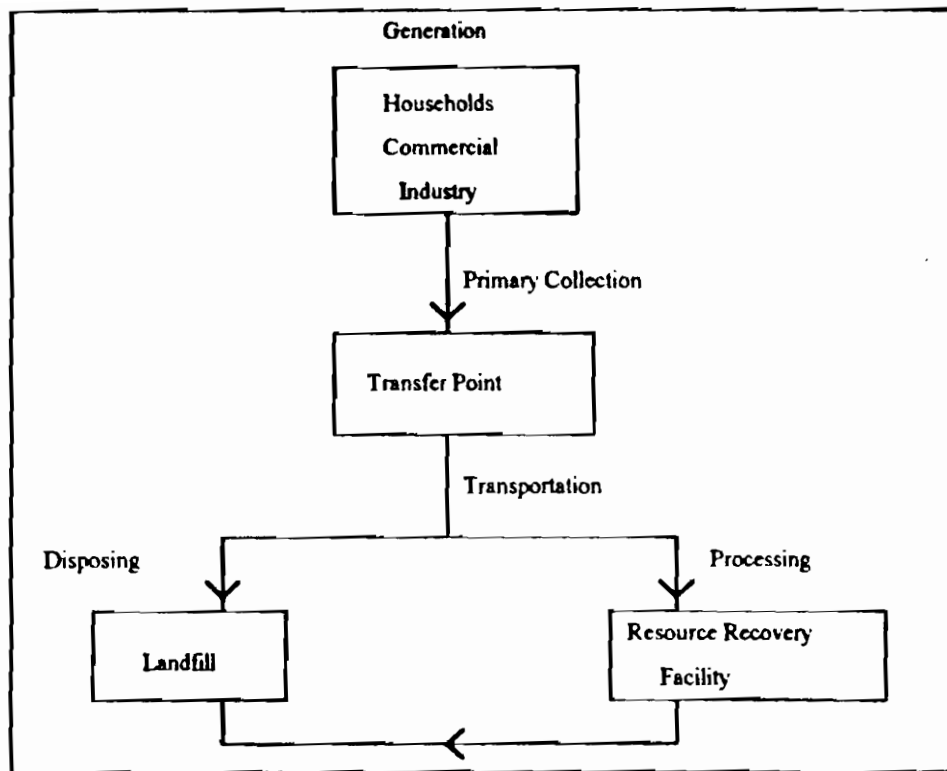 Generation
Households
Commercial
Industry
Primary Collection
Transfer Point
Transportation
Disposing
Processing
Landfill
Resource Recovery
Facility